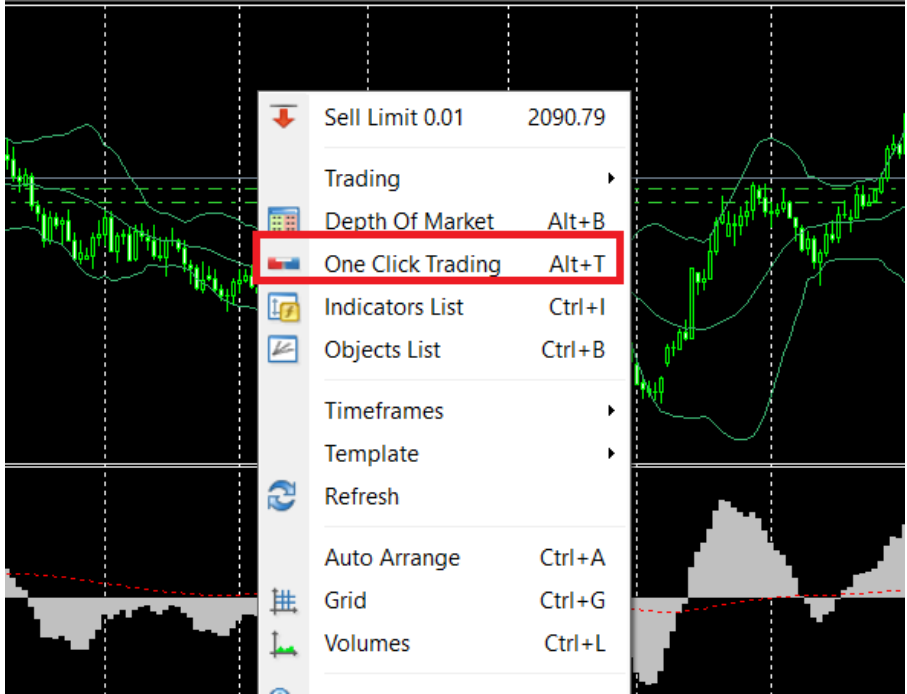 Sell Limit 0.01 2090.79
Trading
Depth Of Market Alt+B
One Click Trading Alt+T
Indicators List Ctrl+I
Objects List Ctrl+B
Timeframes
Template
Refresh
Auto Arrange Ctrl+A
Grid Ctrl+G
Volumes Ctrl+L